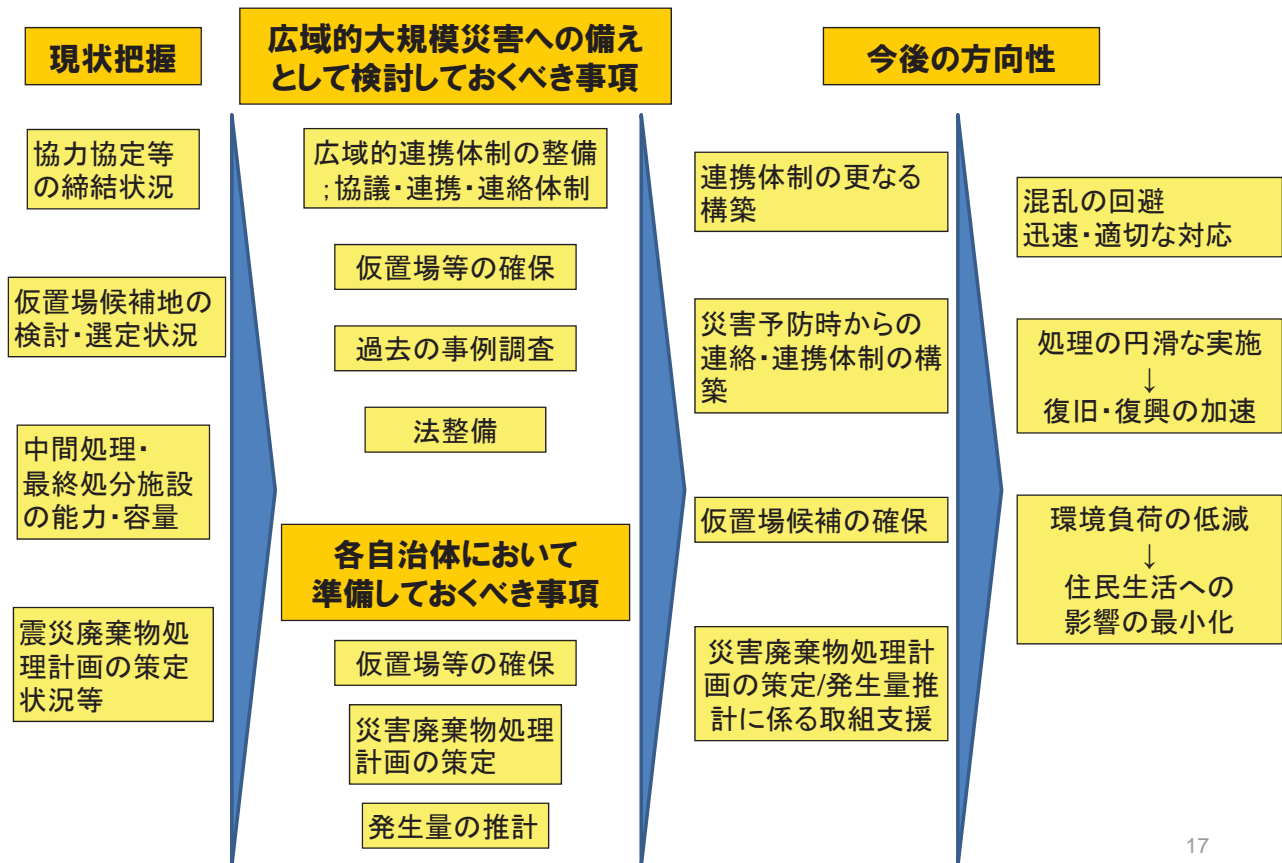 現状把握
協力協定等
の締結状況
仮置場候補地の
検討・選定状況
中間処理・
最終処分施設
の能力・容量
震災廃棄物処
理計画の策定
状況等
広域的大規模災害への備え
として検討しておくべき事項
広域的連携体制の整備
;協議・連携・連絡体制
仮置場等の確保
過去の事例調査
法整備
各自治体において
準備しておくべき事項
仮置場等の確保
災害廃棄物処理
計画の策定
発生量の推計
今後の方向性
連携体制の更なる
構築
災害予防時からの
連絡・連携体制の構
築
仮置場候補の確保
災害廃棄物処理計
画の策定/発生量推
計に係る取組支援
混乱の回避
迅速・適切な対応
処理の円滑な実施
↓
復旧・復興の加速
環境負荷の低減
↓
住民生活への
影響の最小化
17